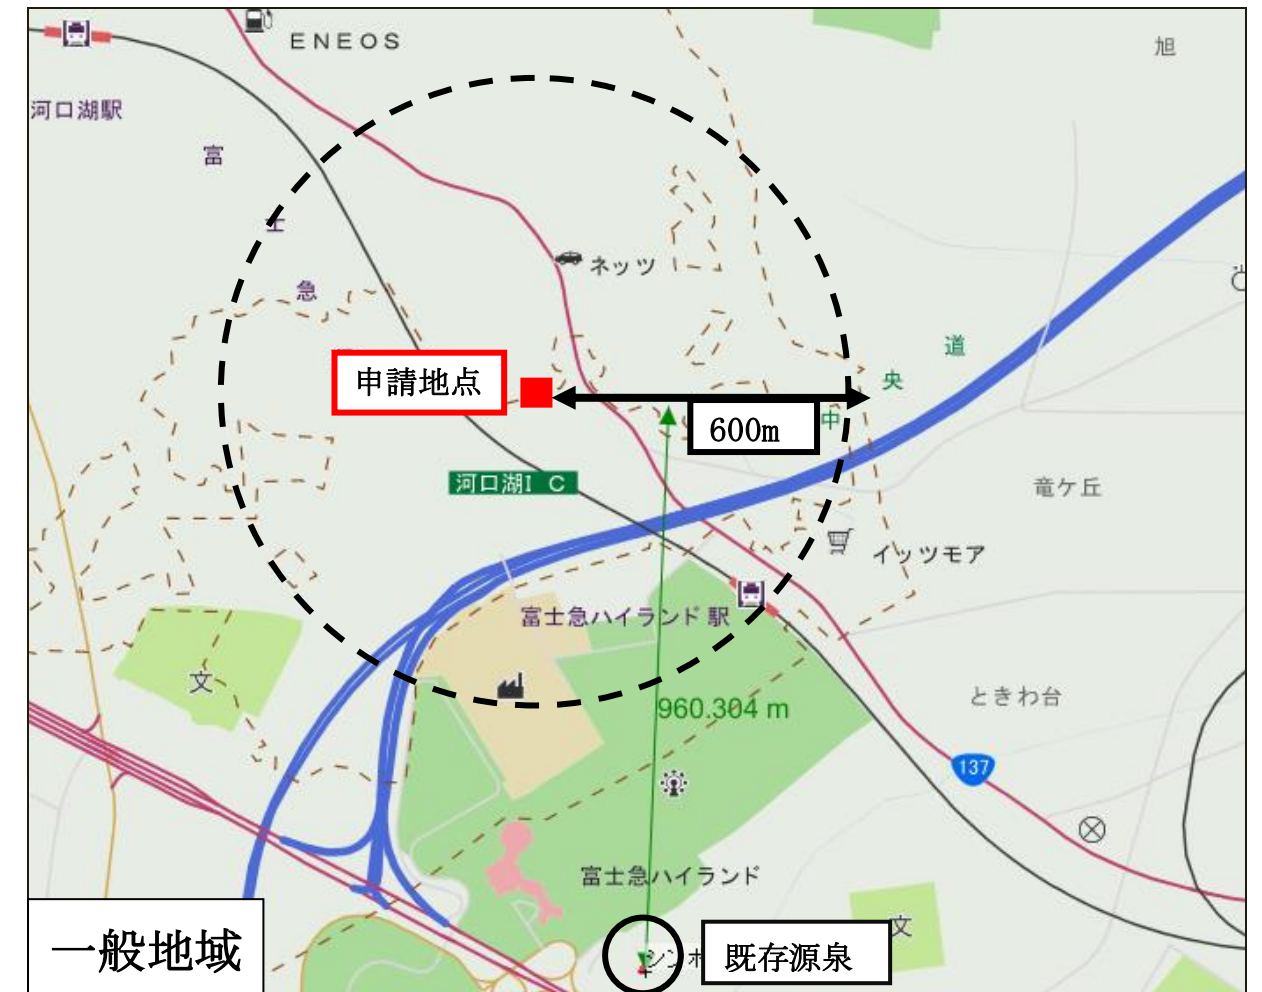 ENEOS
旭
河口湖駅
富
士
急
ネッツ
道
央
中
申請地点
600m
河口湖I C
竜ケ丘
イッツモア
富士急ハイランド駅
文
960.304 m
ときわ台
137
富士急ハイランド
文
一般地域
既存源泉